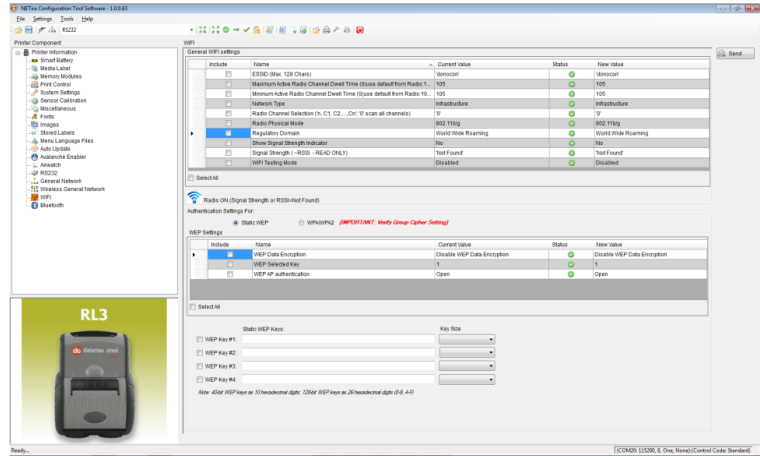 NETira Configuration Tool Software - 1.0.0.63
File Settings Tools Help
RS232
Printer Component
Printer Information
Smart Battery
Media Label
Memory Modules
Print Control
System Settings
Sensor Calibration
Miscellaneous
Fonts
Images
Stored Labels
Menu Language Files
Auto Update
Avalanche Enabler
Airwatch
RS232
General Network
Wireless General Network
WIFI
Bluetooth
RL3
datamax oneil
WIFI
General WIFI settings
Include Name Current Value Status New Value
ESSID (Max. 128 Chars) 'donocon' 'donocon'
Maximum Active Radio Channel Dwell Time (0(use default from Radio:1... 105 105
Mininum Active Radio Channel Dwell Time (0(use default from Radio:10... 105 105
Network Type Infrastructure Infrastructure
Radio Channel Selection ('n, C1, C2,....Cn'; '0' scan all channels) '0' '0'
Radio Physical Mode 802.11b/g 802.11b/g
Regulatory Domain World Wide Roaming World Wide Roaming
Show Signal Strength Indicator No No
Signal Strength ( ~RSSI - READ ONLY) 'Not Found' 'Not Found'
WIFI Testing Mode Disabled Disabled
Select All
Send
Radio ON (Signal Strength or RSSI=Not Found)
Authentication Settings For:
Static WEP WPA/WPA2 (IMPORTANT: Verify Group Cipher Setting)
WEP Settings
Include Name Current Value Status New Value
WEP Data Encryption Disable WEP Data Encryption Disable WEP Data Encryption
WEP Selected Key 1 1
WEP AP authentication Open Open
Select All
Static WEP Keys: Key Size
WEP Key #1:
WEP Key #2:
WEP Key #3:
WEP Key #4:
Note: 40-bit WEP keys as 10 hexadecimal digits; 128-bit WEP keys as 26 hexadecimal digits (0-9, A-F)
Ready... (COM20: 115200, 8, One, None):(Control Code: Standard)